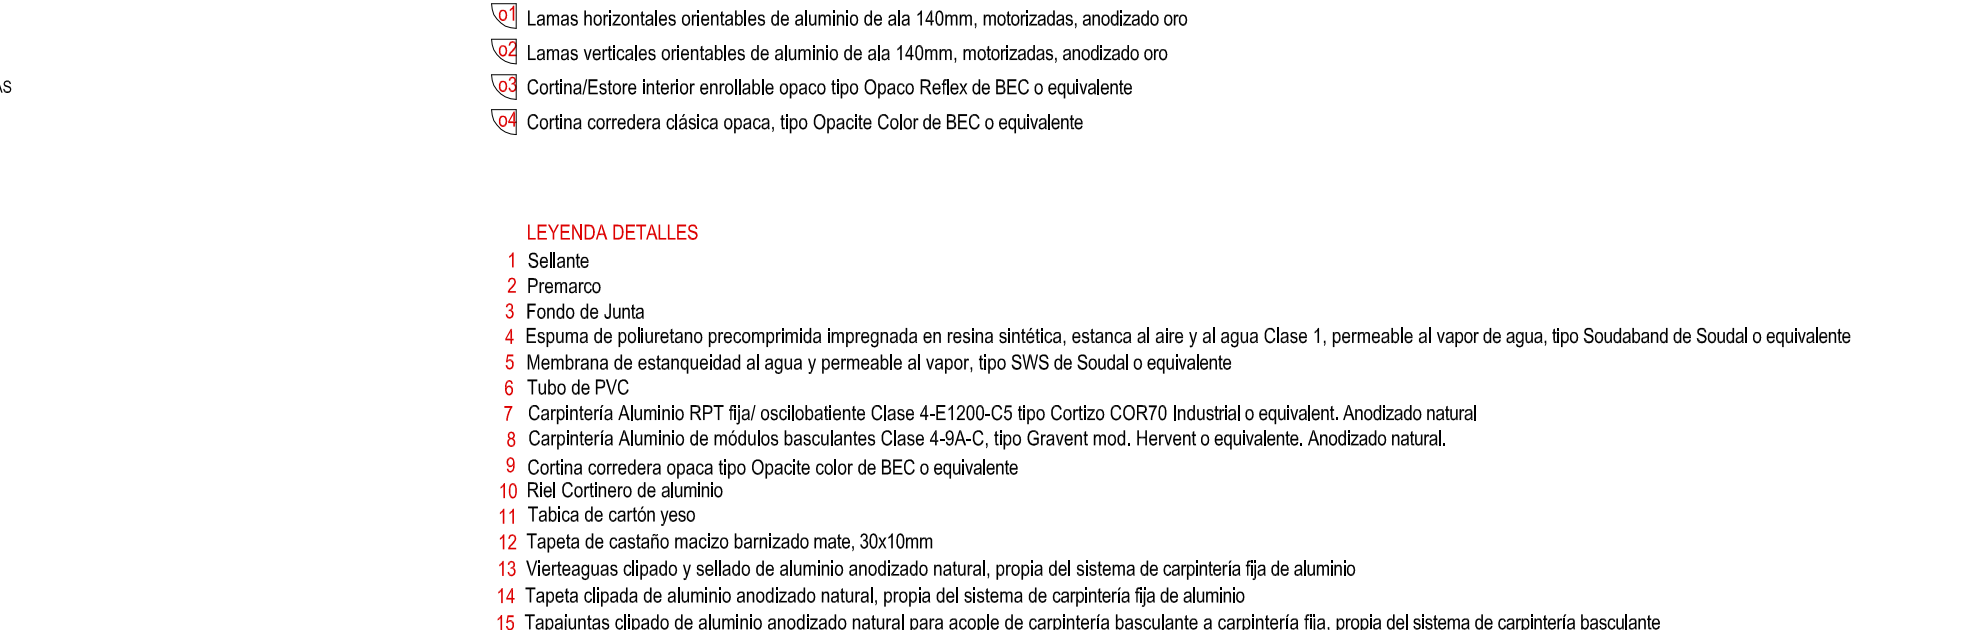 o1 Lamas horizontales orientables de aluminio de ala 140mm, motorizadas, anodizado oro
o2 Lamas verticales orientables de aluminio de ala 140mm, motorizadas, anodizado oro
AS
o3 Cortina/Estore interior enrollable opaco tipo Opaco Reflex de BEC o equivalente
o4 Cortina corredera clásica opaca, tipo Opacite Color de BEC o equivalente
LEYENDA DETALLES
1 Sellante
2 Premarco
3 Fondo de Junta
4 Espuma de poliuretano precomprimida impregnada en resina sintética, estanca al aire y al agua Clase 1, permeable al vapor de agua, tipo Soudaband de Soudal o equivalente
5 Membrana de estanqueidad al agua y permeable al vapor, tipo SWS de Soudal o equivalente
6 Tubo de PVC
7 Carpintería Aluminio RPT fija/ oscilobatiente Clase 4-E1200-C5 tipo Cortizo COR70 Industrial o equivalent. Anodizado natural
8 Carpintería Aluminio de módulos basculantes Clase 4-9A-C, tipo Gravent mod. Hervent o equivalente. Anodizado natural.
9 Cortina corredera opaca tipo Opacite color de BEC o equivalente
10 Riel Cortinero de aluminio
11 Tabica de cartón yeso
12 Tapeta de castaño macizo barnizado mate, 30x10mm
13 Vierteaguas clipado y sellado de aluminio anodizado natural, propia del sistema de carpintería fija de aluminio
14 Tapeta clipada de aluminio anodizado natural, propia del sistema de carpintería fija de aluminio
15 Tapajuntas clipado de aluminio anodizado natural para acople de carpintería basculante a carpintería fija, propia del sistema de carpintería basculante